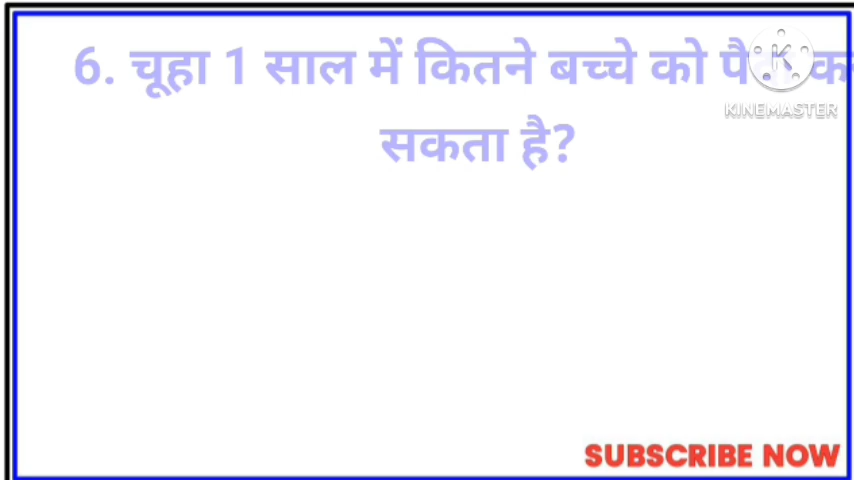 6. चूहा 1 साल में कितने बच्चे को
सकता है?
KINEMASTER
SUBSCRIBE NOW